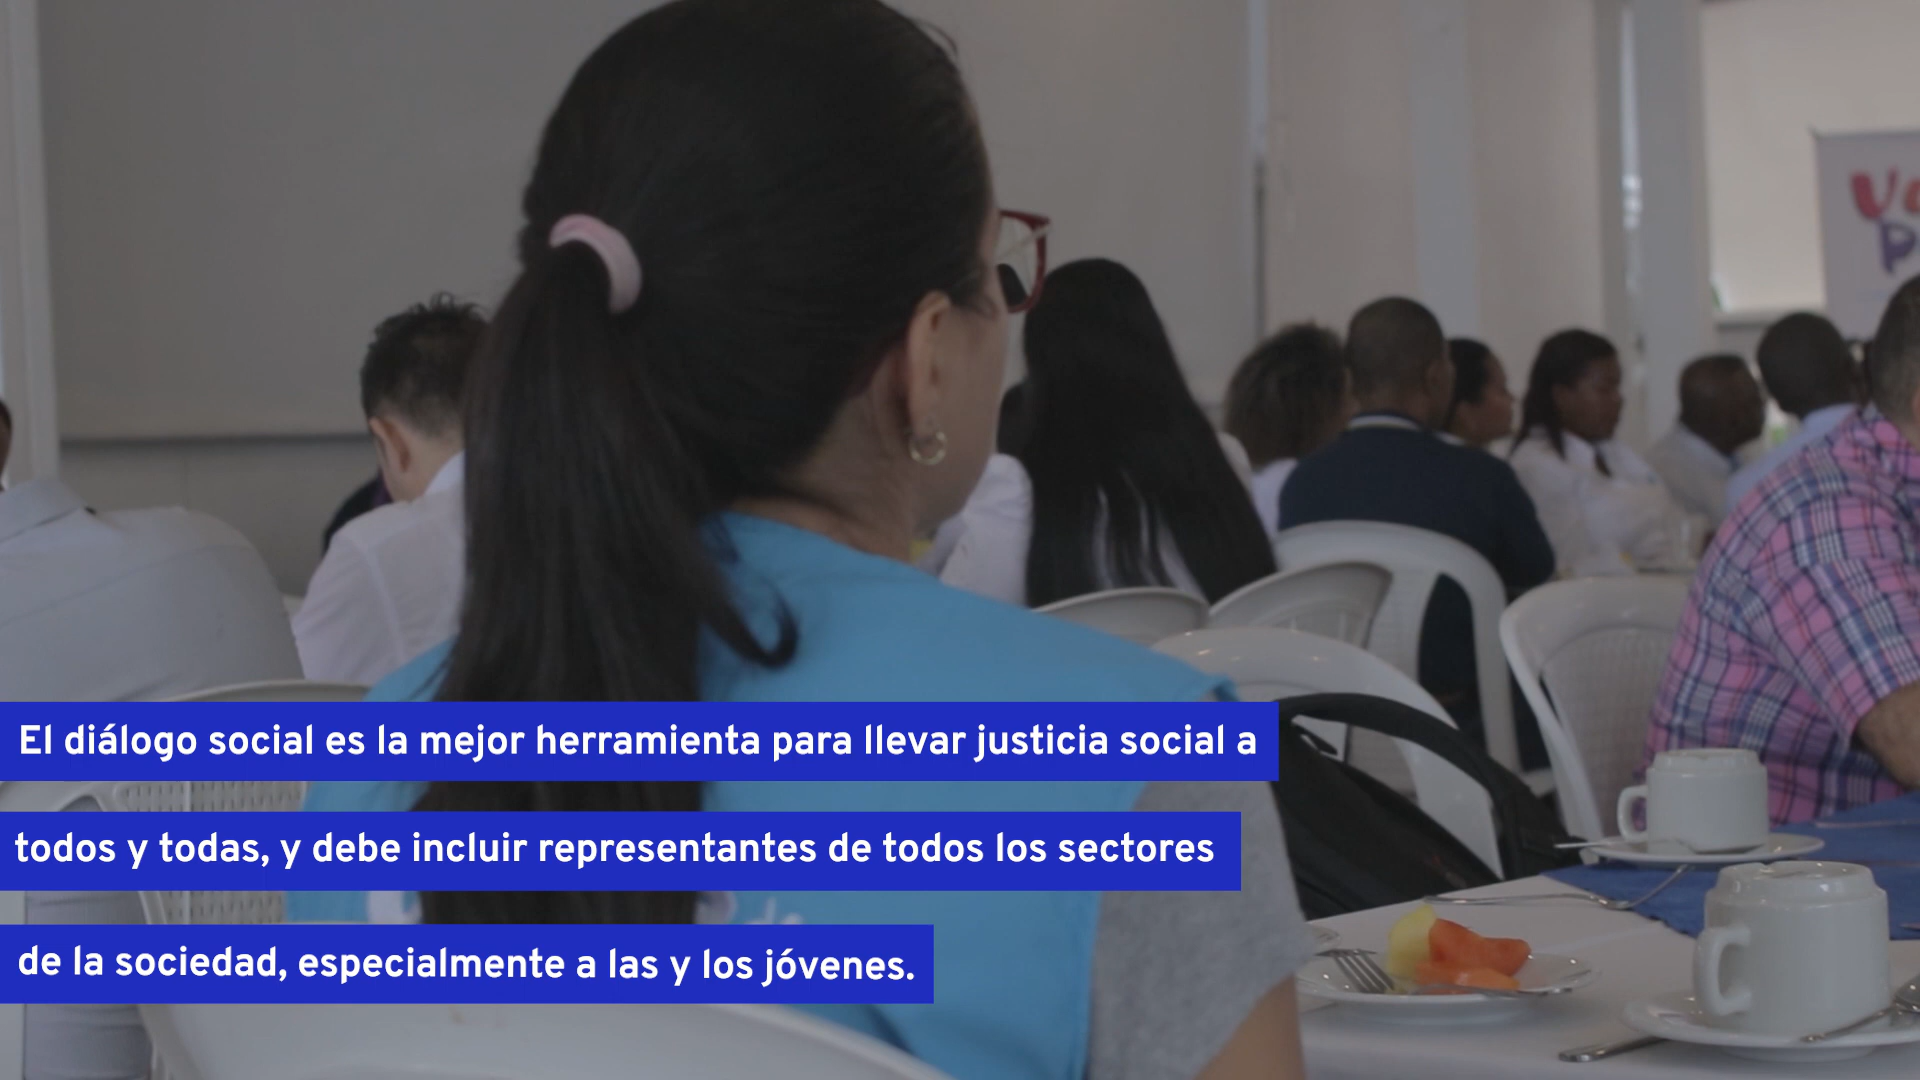 El diálogo social es la mejor herramienta para llevar justicia social a
todos y todas, y debe incluir representantes de todos los sectores
de la sociedad, especialmente a las y los jóvenes.